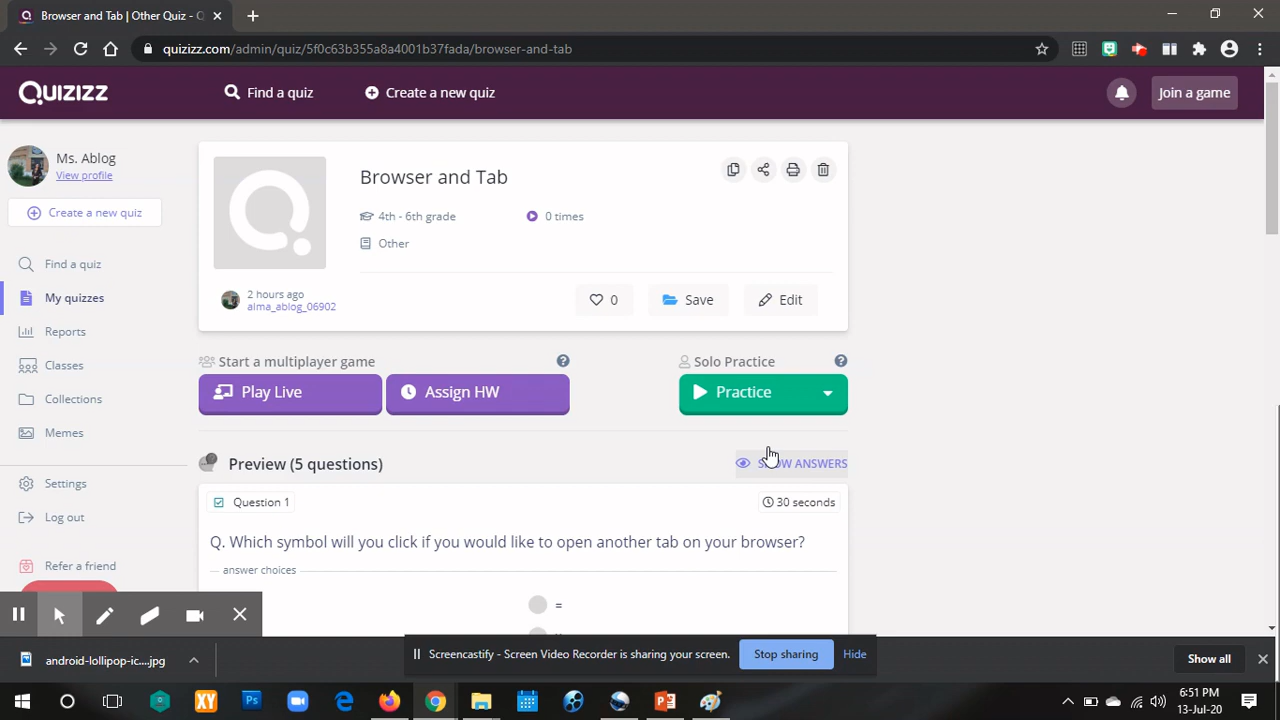 Browser and Tab | Other Quiz - Q
quizizz.com/admin/quiz/5f0c63b355a8a4001b37fada/browser-and-tab
Quizizz
Find a quiz
Create a new quiz
Join a game
Ms. Ablog
View profile
Create a new quiz
Find a quiz
My quizzes
Reports
Classes
Collections
Memes
Settings
Log out
Refer a friend
Browser and Tab
4th - 6th grade
0 times
Other
2 hours ago
alma_ablog_06902
0
Save
Edit
Start a multiplayer game
Solo Practice
Play Live
Assign HW
Practice
Preview (5 questions)
SHOW ANSWERS
Question 1
30 seconds
Q. Which symbol will you click if you would like to open another tab on your browser?
answer choices
=
Screencastify - Screen Video Recorder is sharing your screen.
Stop sharing
Hide
android-lollipop-ic....jpg
Show all
XY
Ps
6:51 PM
13-Jul-20